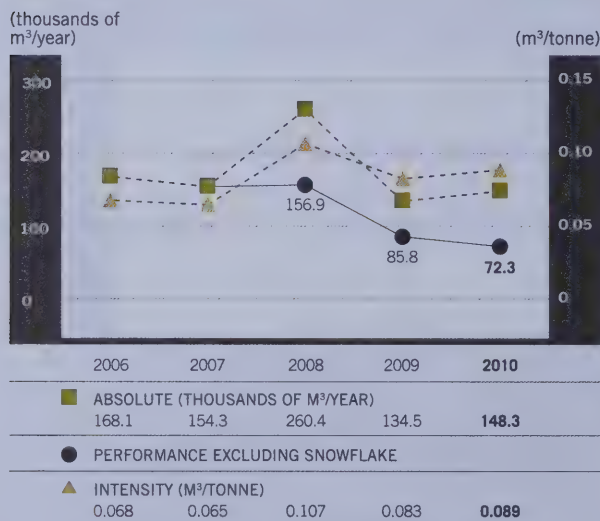 (thousands of
m³/year)
(m³/tonne)
300
0.15
200
0.10
156.9
100
0.05
85.8
72.3
0
0
2006 2007 2008 2009 2010
ABSOLUTE (THOUSANDS OF M³/YEAR)
168.1 154.3 260.4 134.5 148.3
PERFORMANCE EXCLUDING SNOWFLAKE
INTENSITY (M³/TONNE)
0.068 0.065 0.107 0.083 0.089